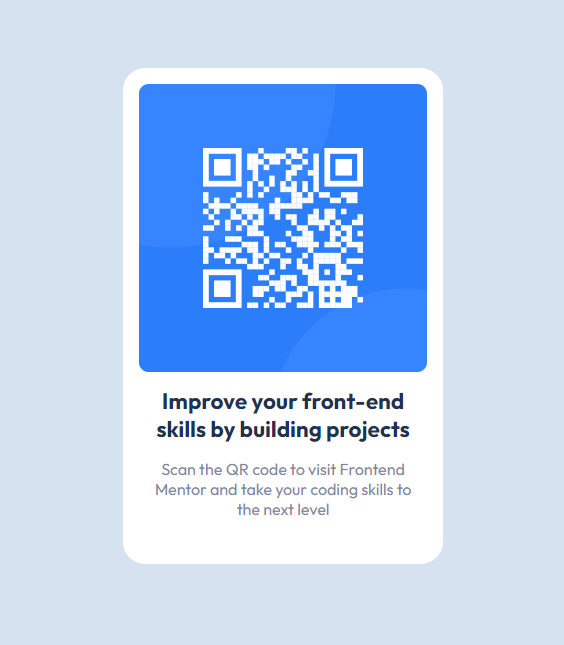 Improve your front-end
skills by building projects
Scan the QR code to visit Frontend
Mentor and take your coding skills to
the next level